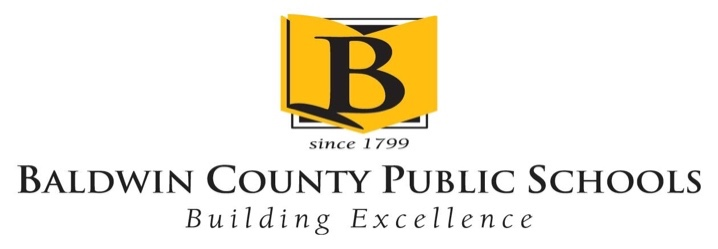 B
since 1799
BALDWIN COUNTY PUBLIC SCHOOLS
Building Excellence